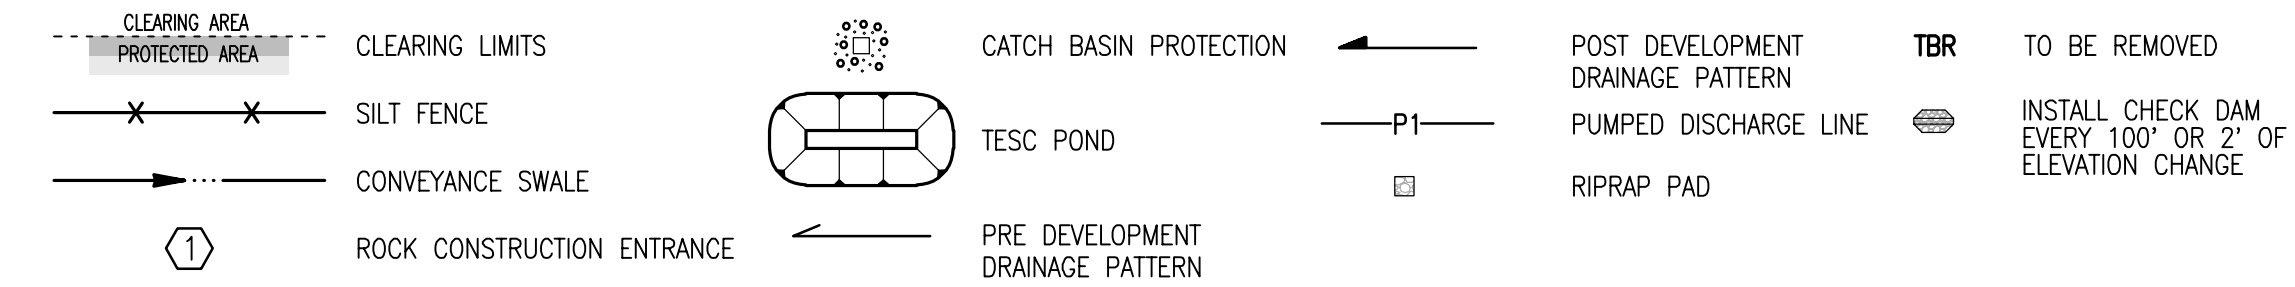 CLEARING AREA
PROTECTED AREA
CLEARING LIMITS
SILT FENCE
CONVEYANCE SWALE
1
ROCK CONSTRUCTION ENTRANCE
CATCH BASIN PROTECTION
TESC POND
PRE DEVELOPMENT
DRAINAGE PATTERN
POST DEVELOPMENT
DRAINAGE PATTERN
P1
PUMPED DISCHARGE LINE
RIPRAP PAD
TBR
TO BE REMOVED
INSTALL CHECK DAM
EVERY 100' OR 2' OF
ELEVATION CHANGE